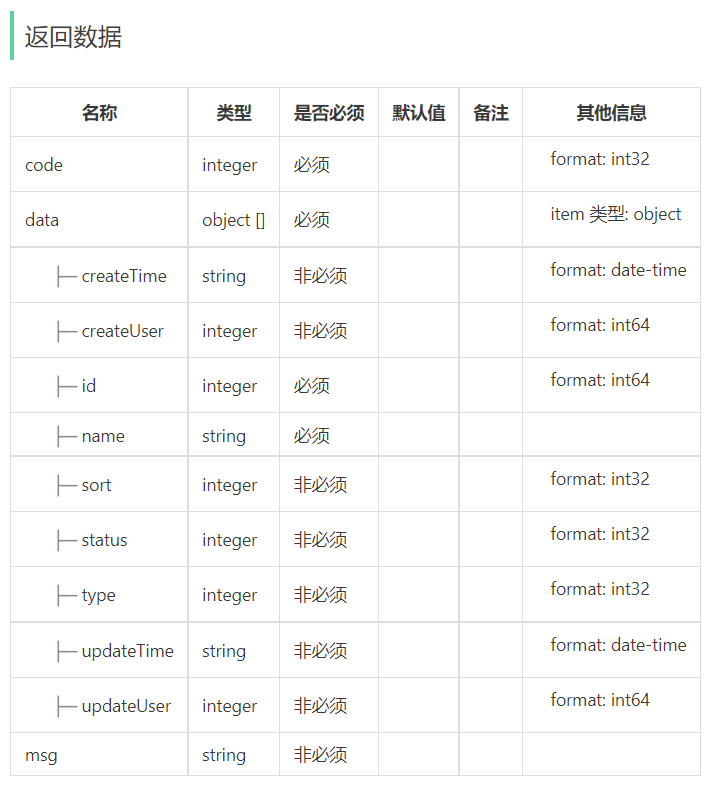 返回数据
名称 类型 是否必须 默认值 备注 其他信息
code integer 必须 format: int32
data object [] 必须 item 类型: object
├─ createTime string 非必须 format: date-time
├─ createUser integer 非必须 format: int64
├─ id integer 必须 format: int64
├─ name string 必须
├─ sort integer 非必须 format: int32
├─ status integer 非必须 format: int32
├─ type integer 非必须 format: int32
├─ updateTime string 非必须 format: date-time
├─ updateUser integer 非必须 format: int64
msg string 非必须